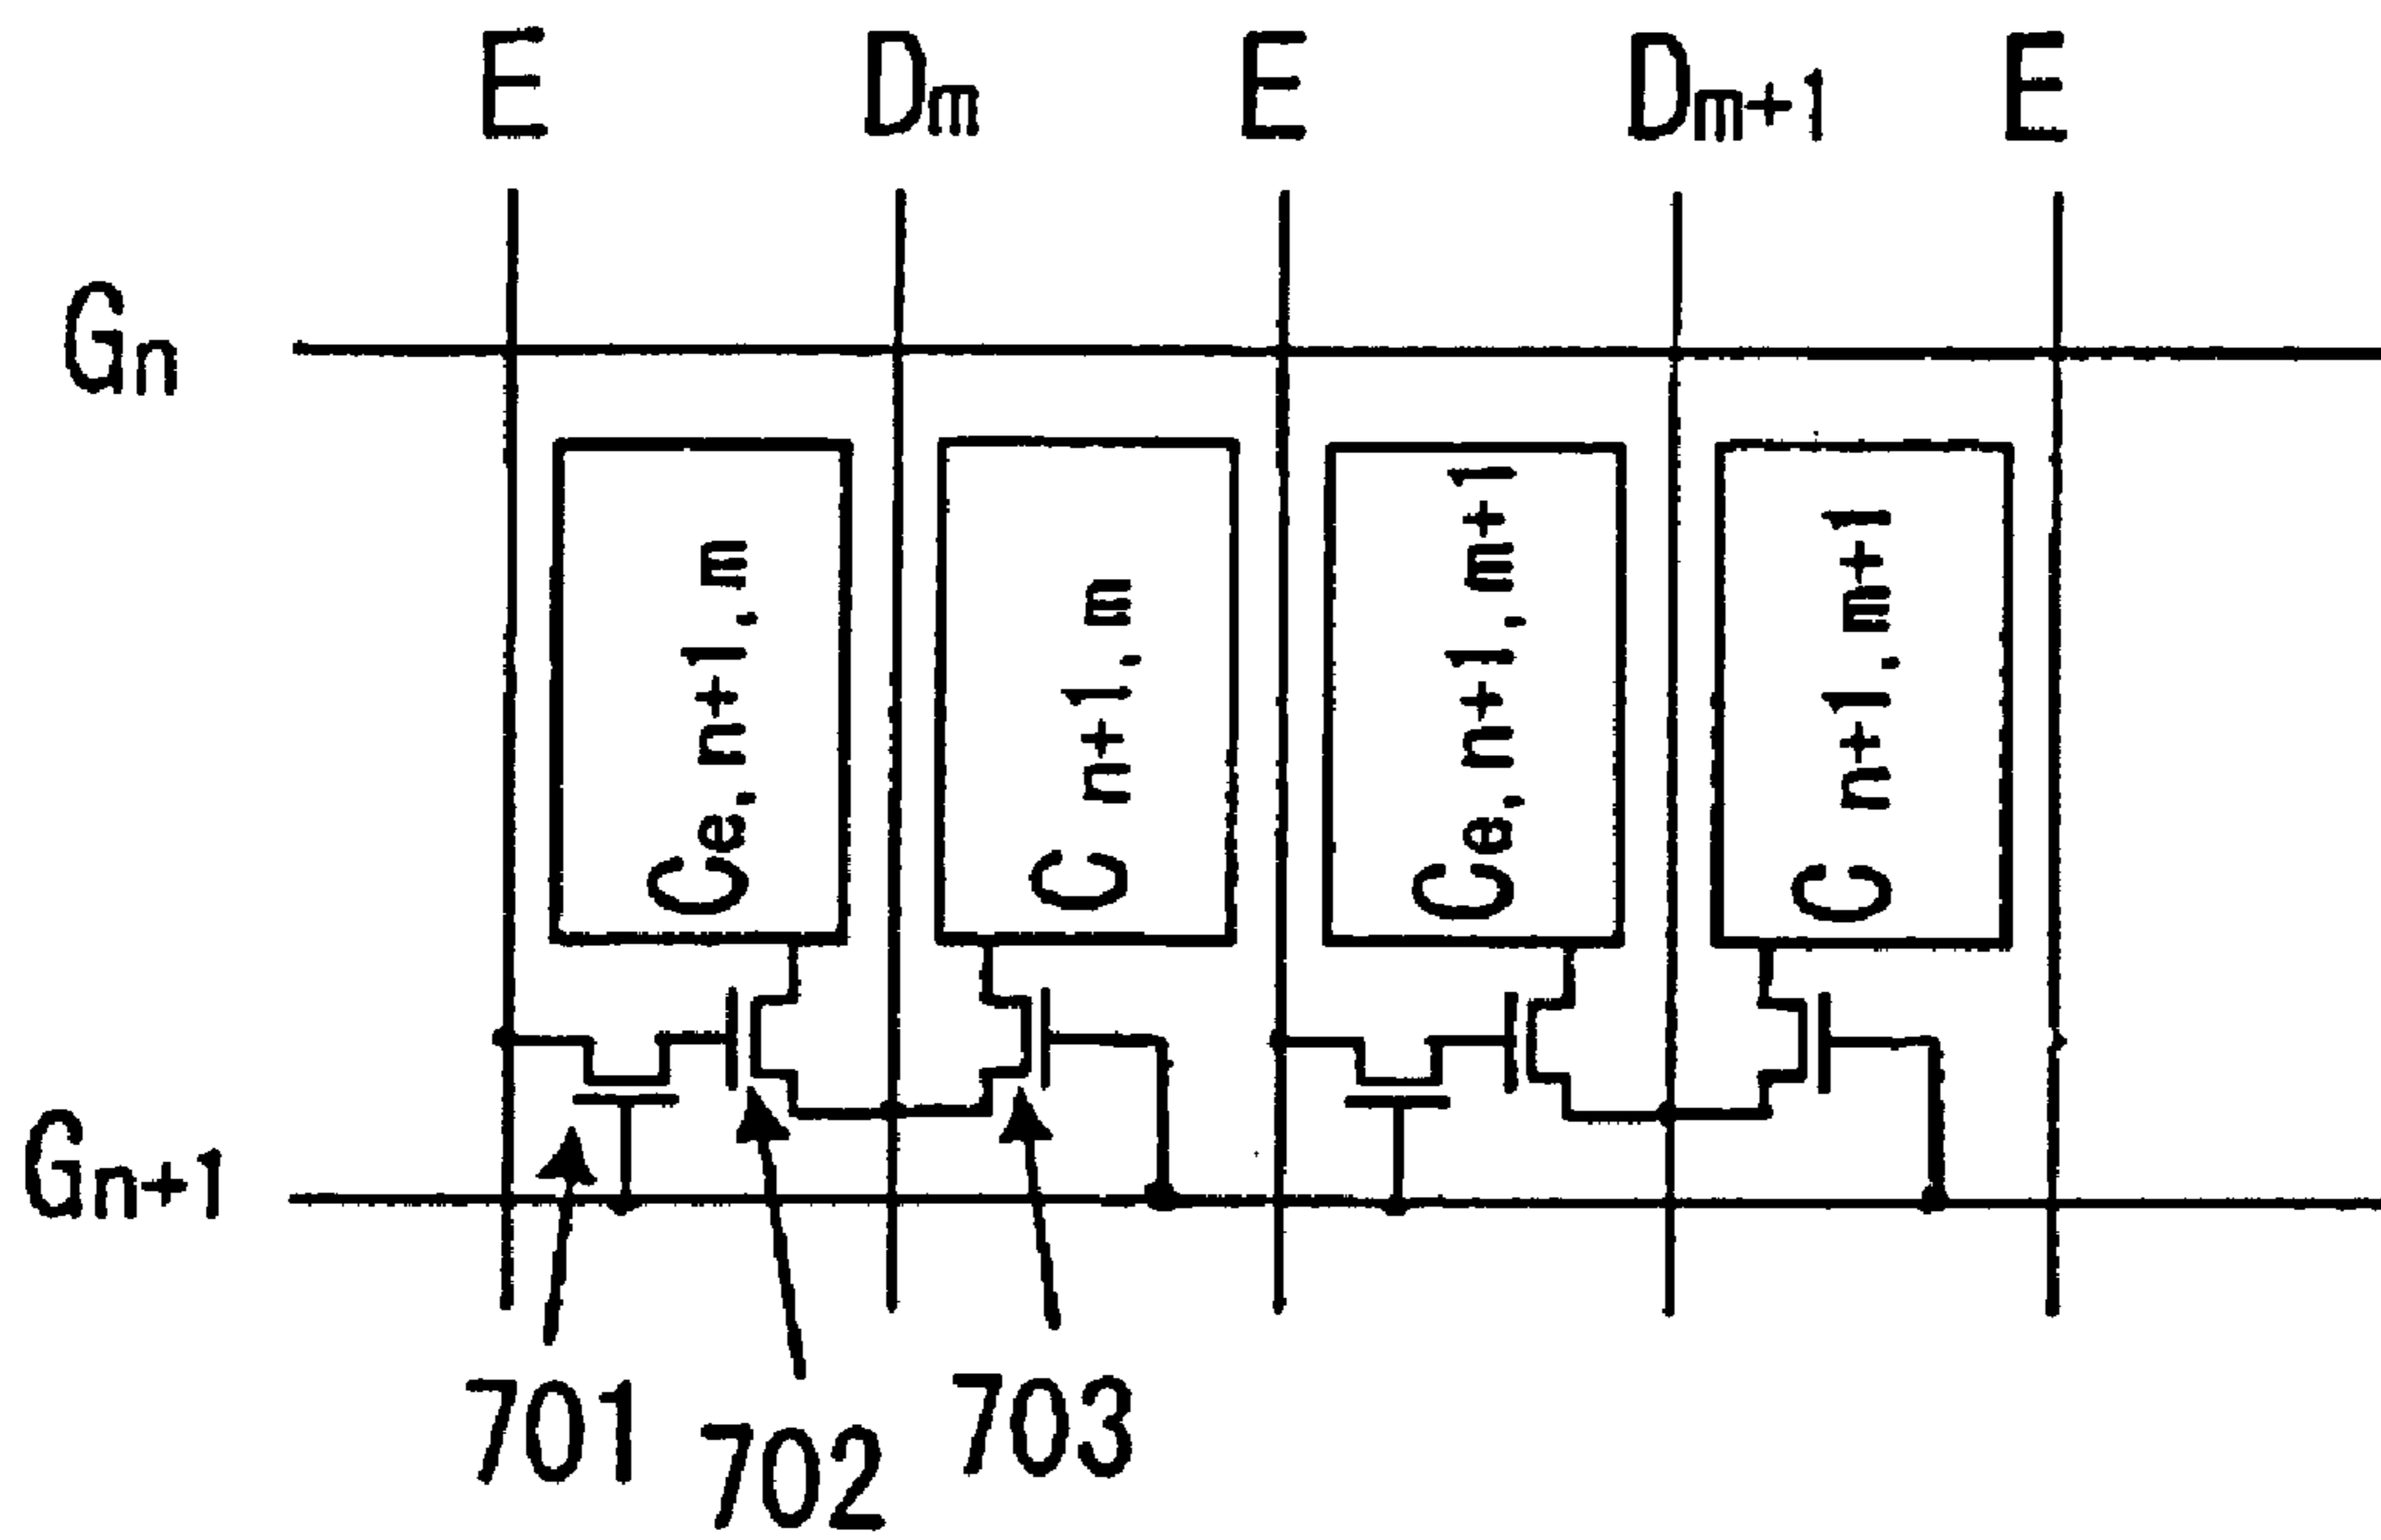 E Dm E Dm+1 E
Gn
Ce,n+1,m
C n+1,m
Ce,n+1,m+1
C n+1,m+1
Gn+1
701
702
703